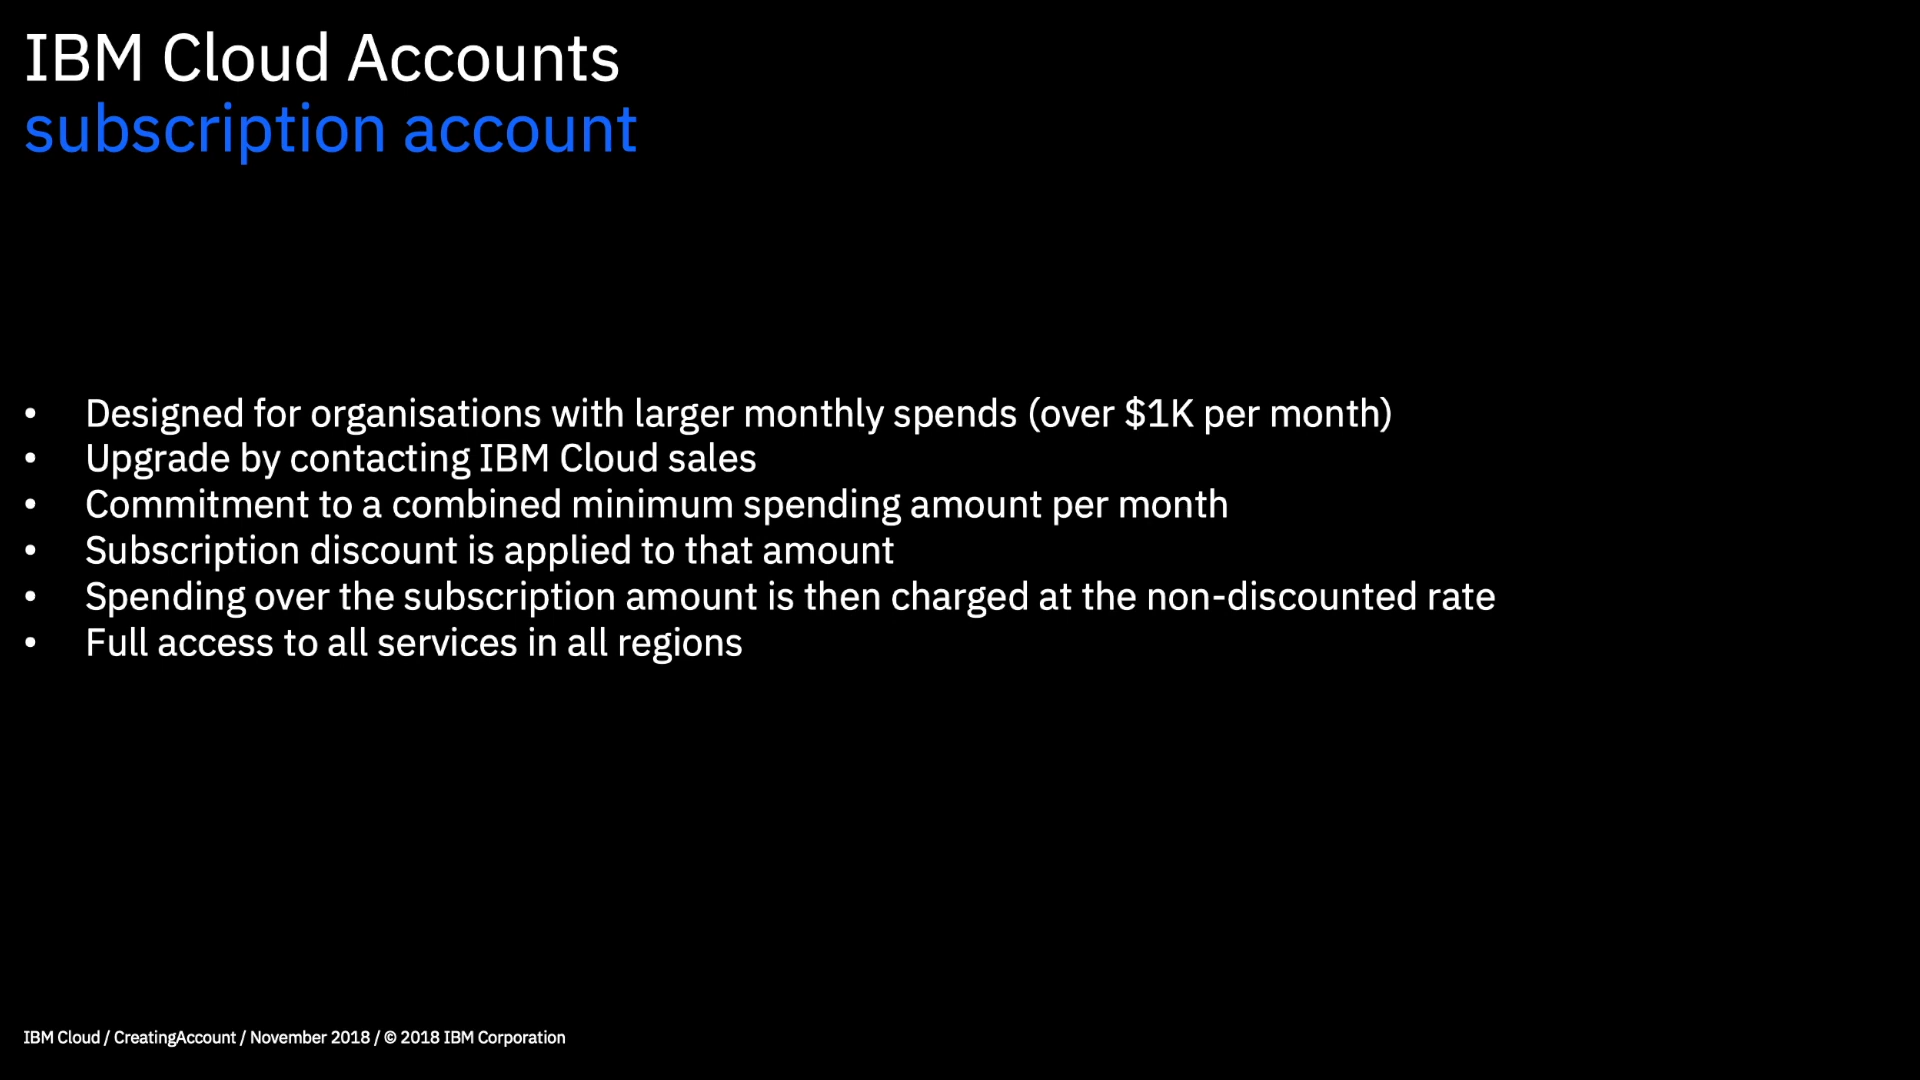 IBM Cloud Accounts
subscription account
• Designed for organisations with larger monthly spends (over $1K per month)
• Upgrade by contacting IBM Cloud sales
• Commitment to a combined minimum spending amount per month
• Subscription discount is applied to that amount
• Spending over the subscription amount is then charged at the non-discounted rate
• Full access to all services in all regions
IBM Cloud / CreatingAccount / November 2018 / © 2018 IBM Corporation